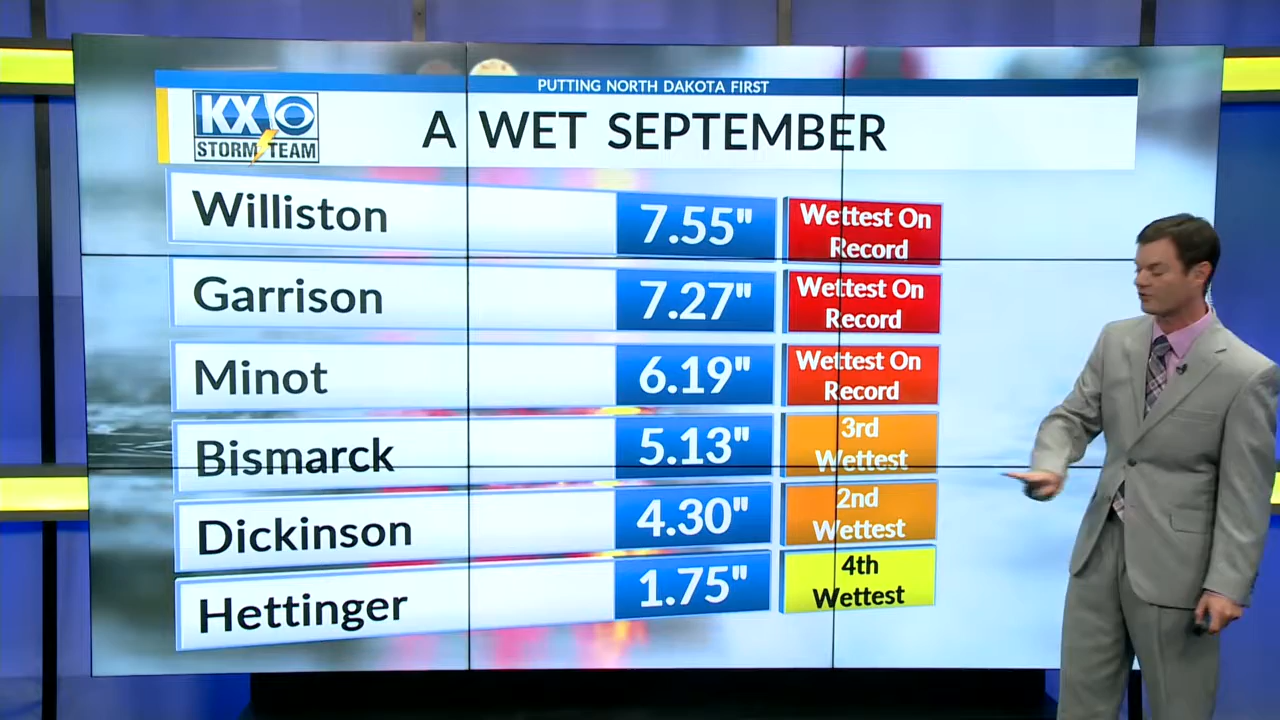 PUTTING NORTH DAKOTA FIRST
KX
STORM TEAM
A WET SEPTEMBER
Williston 7.55" Wettest On
Record
Garrison 7.27" Wettest On
Record
Minot 6.19" Wettest On
Record
Bismarck 5.13" 3rd
Wettest
Dickinson 4.30" 2nd
Wettest
Hettinger 1.75" 4th
Wettest